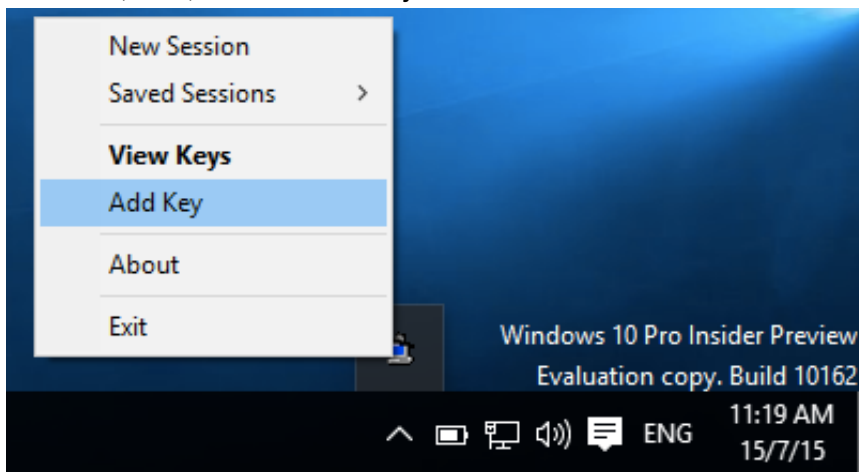 New Session
Saved Sessions
View Keys
Add Key
About
Exit
Windows 10 Pro Insider Preview
Evaluation copy. Build 10162
ENG
11:19 AM
15/7/15